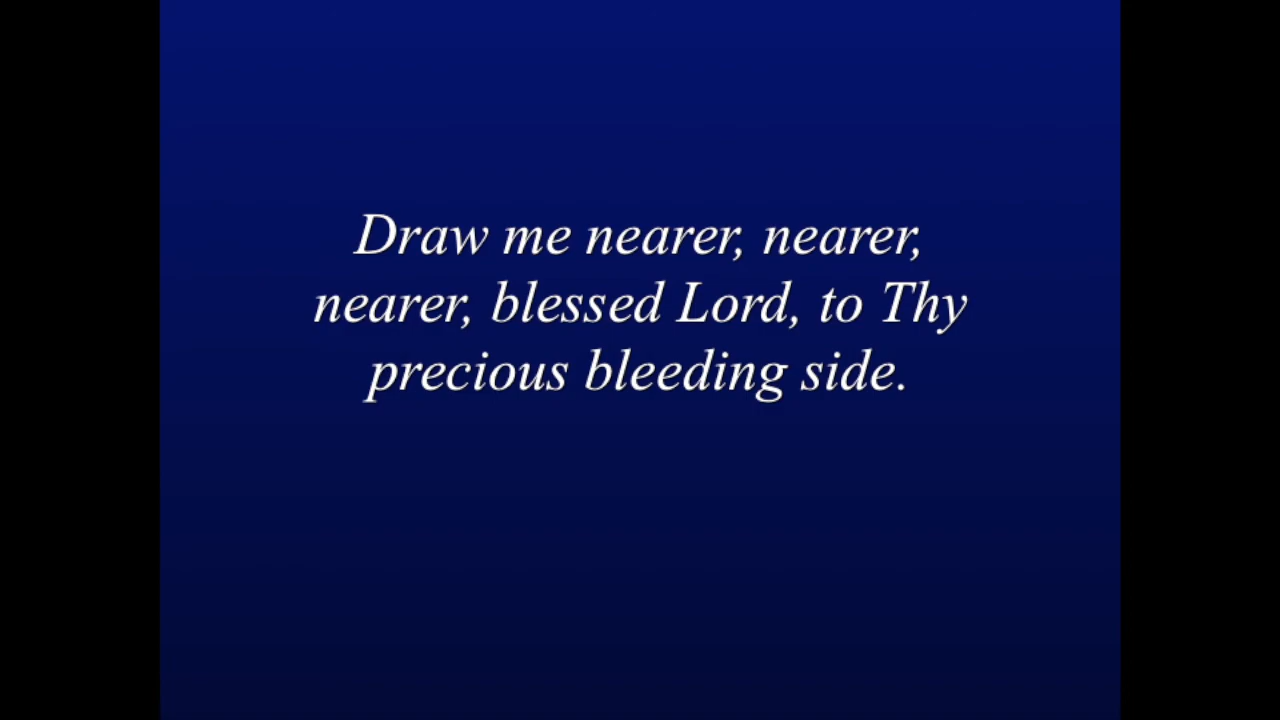 Draw me nearer, nearer,
nearer, blessed Lord, to Thy
precious bleeding side.